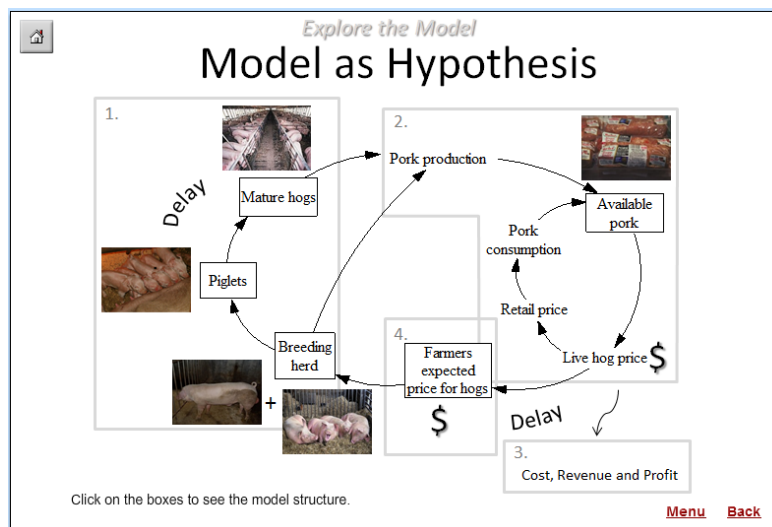 Explore the Model
Model as Hypothesis
1.
2.
Pork production
Delay
Mature hogs
Available
pork
Pork
consumption
Piglets
Retail price
4.
Breeding
herd
Farmers
expected
price for hogs
Live hog price $
+
$
Delay
3.
Cost, Revenue and Profit
Click on the boxes to see the model structure.
Menu Back